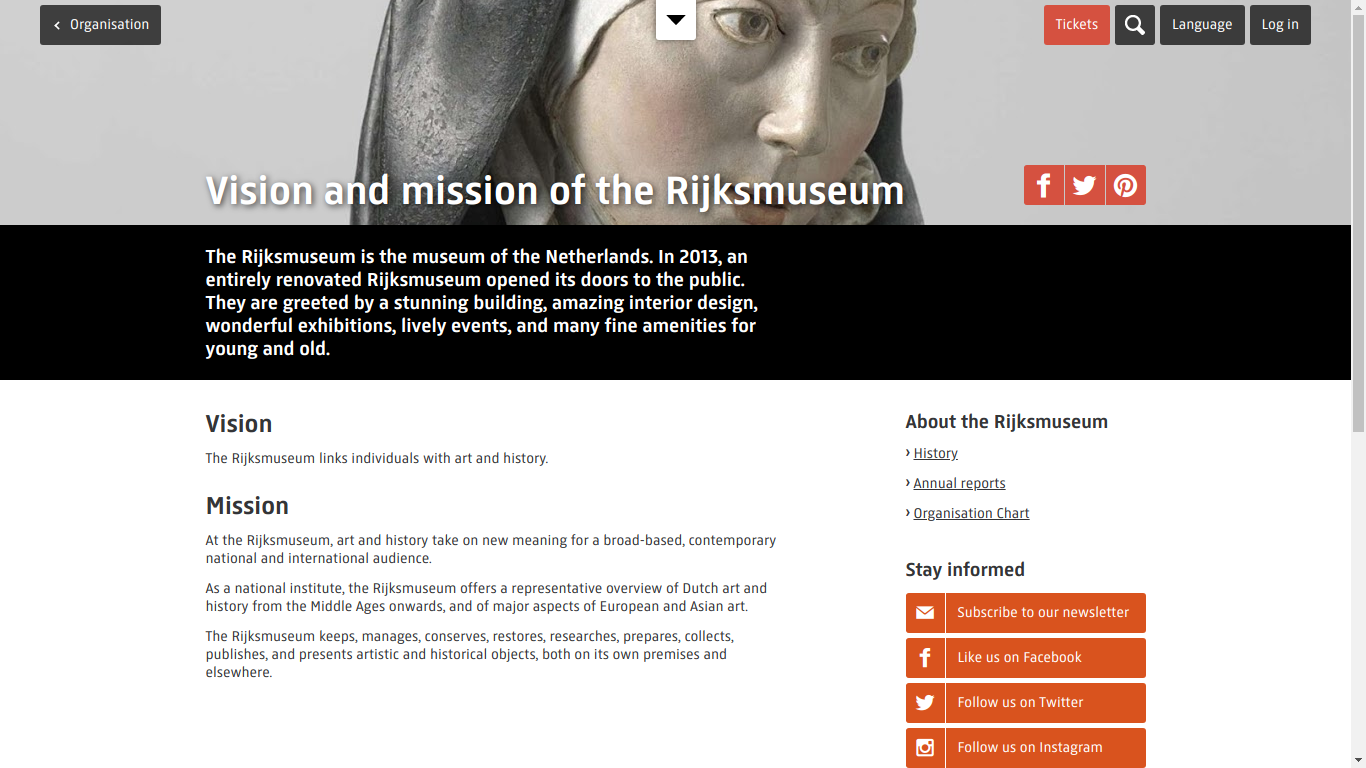 Organisation
Tickets
Language
Log in
Vision and mission of the Rijksmuseum
The Rijksmuseum is the museum of the Netherlands. In 2013, an
entirely renovated Rijksmuseum opened its doors to the public.
They are greeted by a stunning building, amazing interior design,
wonderful exhibitions, lively events, and many fine amenities for
young and old.
Vision
The Rijksmuseum links individuals with art and history.
Mission
At the Rijksmuseum, art and history take on new meaning for a broad-based, contemporary
national and international audience.
As a national institute, the Rijksmuseum offers a representative overview of Dutch art and
history from the Middle Ages onwards, and of major aspects of European and Asian art.
The Rijksmuseum keeps, manages, conserves, restores, researches, prepares, collects,
publishes, and presents artistic and historical objects, both on its own premises and
elsewhere.
About the Rijksmuseum
› History
› Annual reports
› Organisation Chart
Stay informed
Subscribe to our newsletter
Like us on Facebook
Follow us on Twitter
Follow us on Instagram